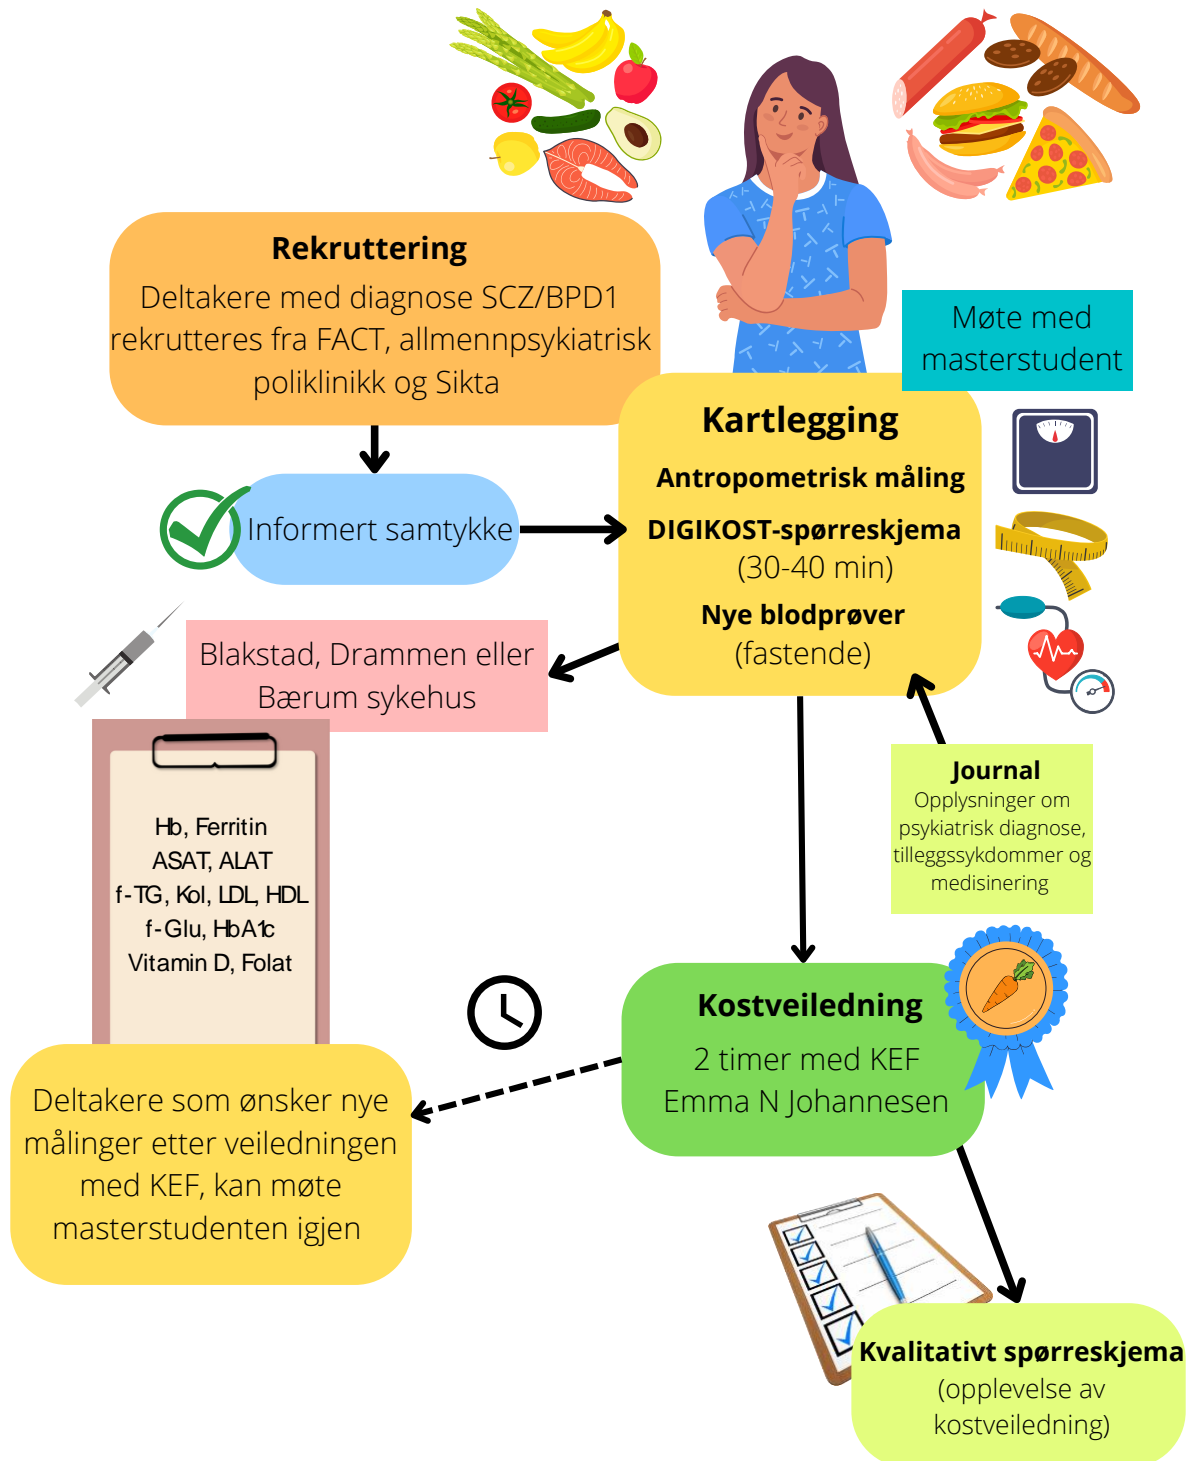 Rekruttering
Deltakere med diagnose SCZ/BPD1
rekrutteres fra FACT, allmennpsykiatrisk
poliklinikk og Sikta
Møte med
masterstudent
Kartlegging
Antropometrisk måling
DIGIKOST-spørreskjema
(30-40 min)
Nye blodprøver
(fastende)
Informert samtykke
Blakstad, Drammen eller
Bærum sykehus
Journal
Opplysninger om
psykiatrisk diagnose,
tilleggssykdommer og
medisinering
Hb, Ferritin
ASAT, ALAT
f-TG, Kol, LDL, HDL
f-Glu, HbA1c
Vitamin D, Folat
Kostveiledning
2 timer med KEF
Emma N Johannesen
Deltakere som ønsker nye
målinger etter veiledningen
med KEF, kan møte
masterstudenten igjen
Kvalitativt spørreskjema
(opplevelse av
kostveiledning)